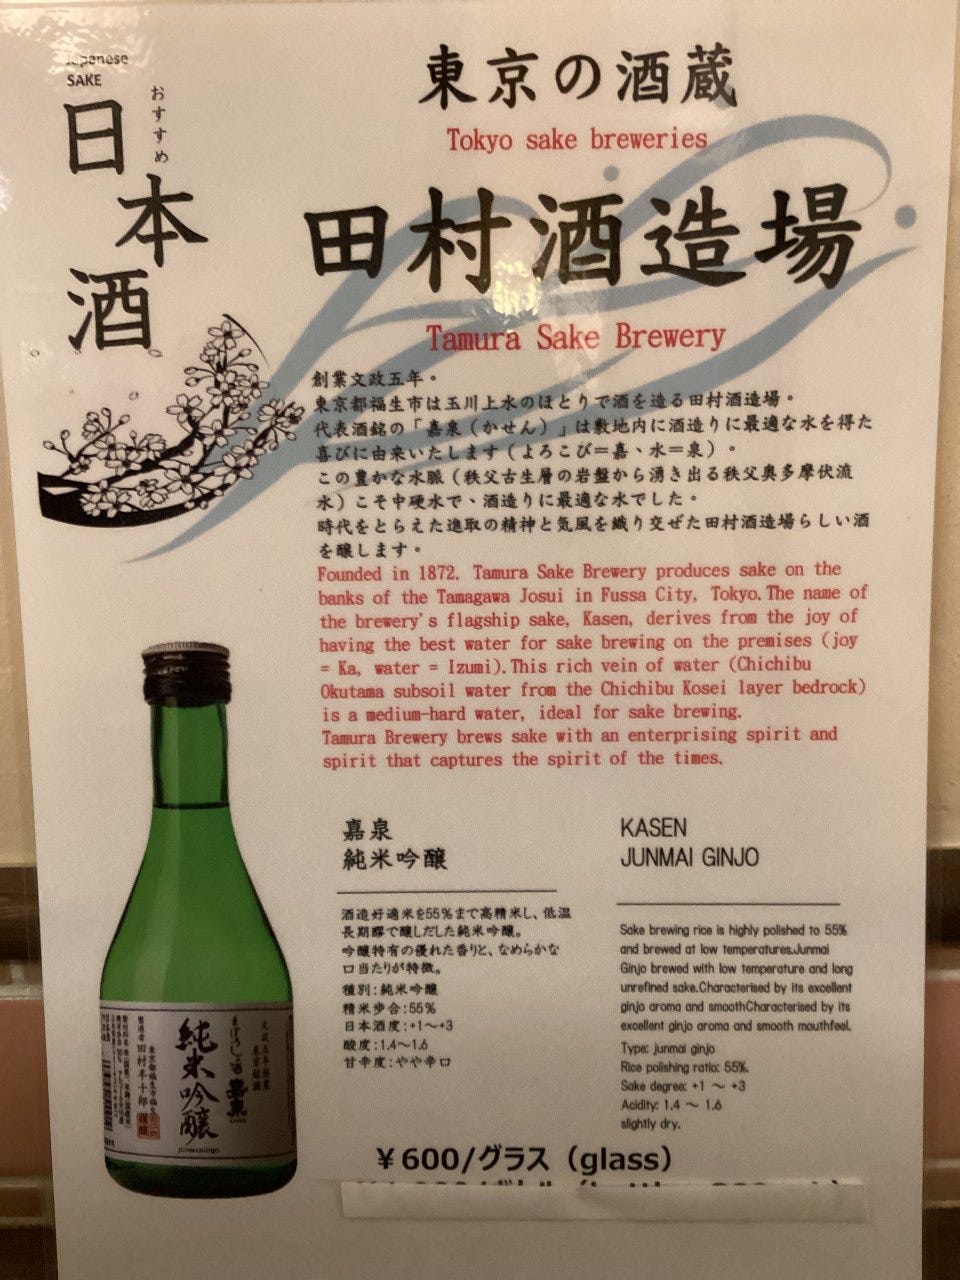 Japanese
SAKE
おすすめ
日本酒
東京の酒蔵
Tokyo sake breweries
田村酒造場
Tamura Sake Brewery
創業文政五年。
東京都福生市は玉川上水のほとりで酒を造る田村酒造場。
代表酒銘の「嘉泉（かせん）」は敷地内に酒造りに最適な水を得た
喜びに由来いたします（よろこび＝嘉、水＝泉）。
この豊かな水脈（秩父古生層の岩盤から湧き出る秩父奥多摩伏流
水）こそ中硬水で、酒造りに最適な水でした。
時代をとらえた進取の精神と気風を織り交ぜた田村酒造場らしい酒
を醸します。
Founded in 1872. Tamura Sake Brewery produces sake on the
banks of the Tamagawa Josui in Fussa City, Tokyo.The name of
the brewery's flagship sake, Kasen, derives from the joy of
having the best water for sake brewing on the premises (joy
= Ka, water = Izumi).This rich vein of water (Chichibu
Okutama subsoil water from the Chichibu Kosei layer bedrock)
is a medium-hard water, ideal for sake brewing.
Tamura Brewery brews sake with an enterprising spirit and
spirit that captures the spirit of the times.
嘉泉
純米吟醸
酒造好適米を55%まで高精米し、低温
長期醪で醸しだした純米吟醸。
吟醸特有の優れた香りと、なめらかな
口当たりが特徴。
種別:純米吟醸
精米歩合:55%
日本酒度:+1～+3
酸度:1.4～1.6
甘辛度:やや辛口
KASEN
JUNMAI GINJO
Sake brewing rice is highly polished to 55%
and brewed at low temperatures.Junmai
Ginjo brewed with low temperature and long
unrefined sake.Characterised by its excellent
ginjo aroma and smoothCharacterised by its
excellent ginjo aroma and smooth mouthfeel.
Type: junmai ginjo
Rice polishing ratio: 55%.
Sake degree: +1 ～ +3
Acidity: 1.4 ～ 1.6
slightly dry.
￥600/グラス（glass）
まぼろしの酒 嘉泉
純米吟醸
JUNMAIGINJO
製造者 田村半十郎 謹醸